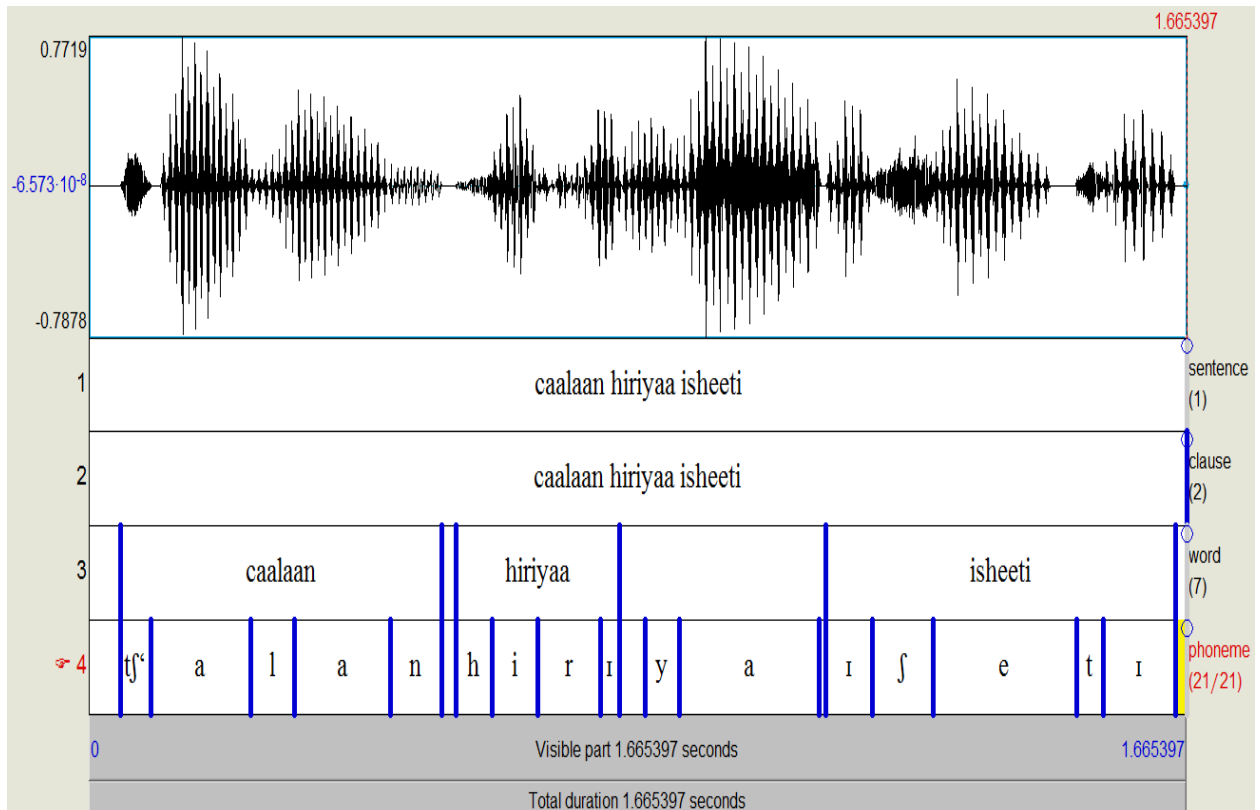 1.665397
0.7719
-6.573·10⁻⁸
-0.7878
1 caalaan hiriyaa isheeti sentence (1)
2 caalaan hiriyaa isheeti clause (2)
3 caalaan hiriyaa isheeti word (7)
☞ 4 tʃʻ a l a n h i r ɪ y a ɪ ʃ e t ɪ phoneme (21/21)
0 Visible part 1.665397 seconds 1.665397
Total duration 1.665397 seconds